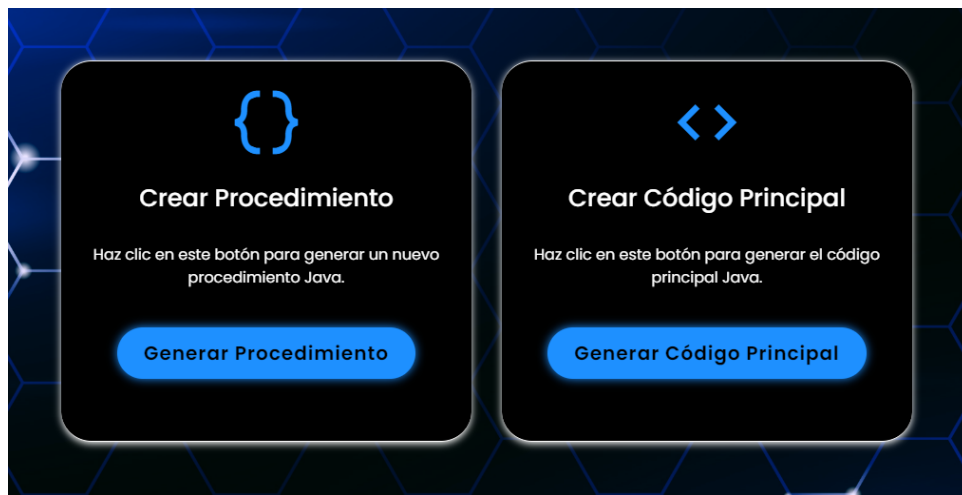 Crear Procedimiento
Haz clic en este botón para generar un nuevo
procedimiento Java.
Generar Procedimiento
Crear Código Principal
Haz clic en este botón para generar el código
principal Java.
Generar Código Principal